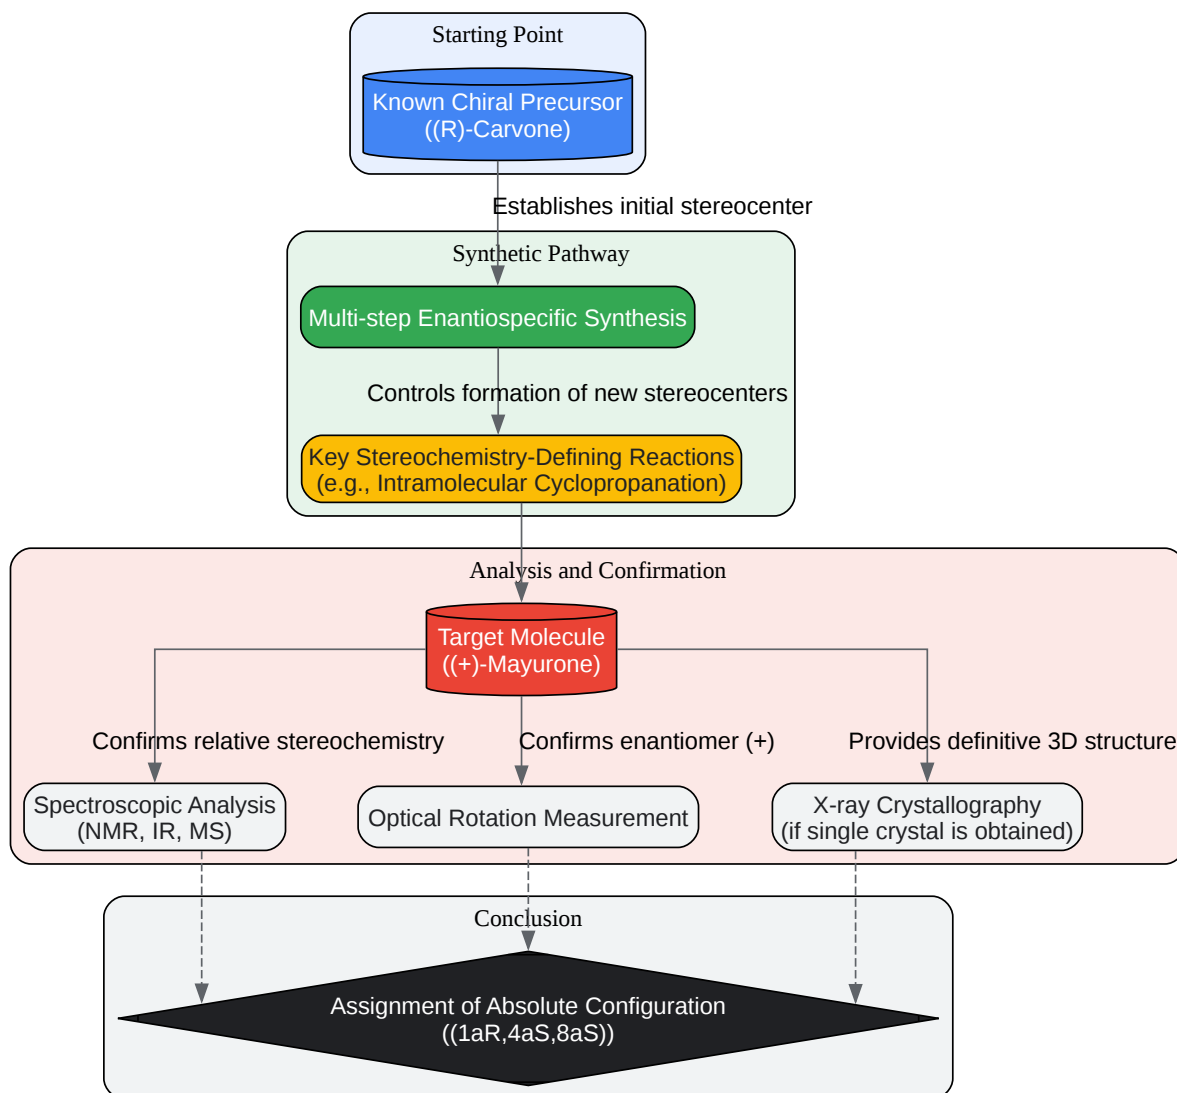 Starting Point
Known Chiral Precursor
((R)-Carvone)
Establishes initial stereocenter
Synthetic Pathway
Multi-step Enantiospecific Synthesis
Controls formation of new stereocenters
Key Stereochemistry-Defining Reactions
(e.g., Intramolecular Cyclopropanation)
Analysis and Confirmation
Target Molecule
((+)-Mayurone)
Confirms relative stereochemistry
Confirms enantiomer (+)
Provides definitive 3D structure
Spectroscopic Analysis
(NMR, IR, MS)
Optical Rotation Measurement
X-ray Crystallography
(if single crystal is obtained)
Conclusion
Assignment of Absolute Configuration
((1aR,4aS,8aS))